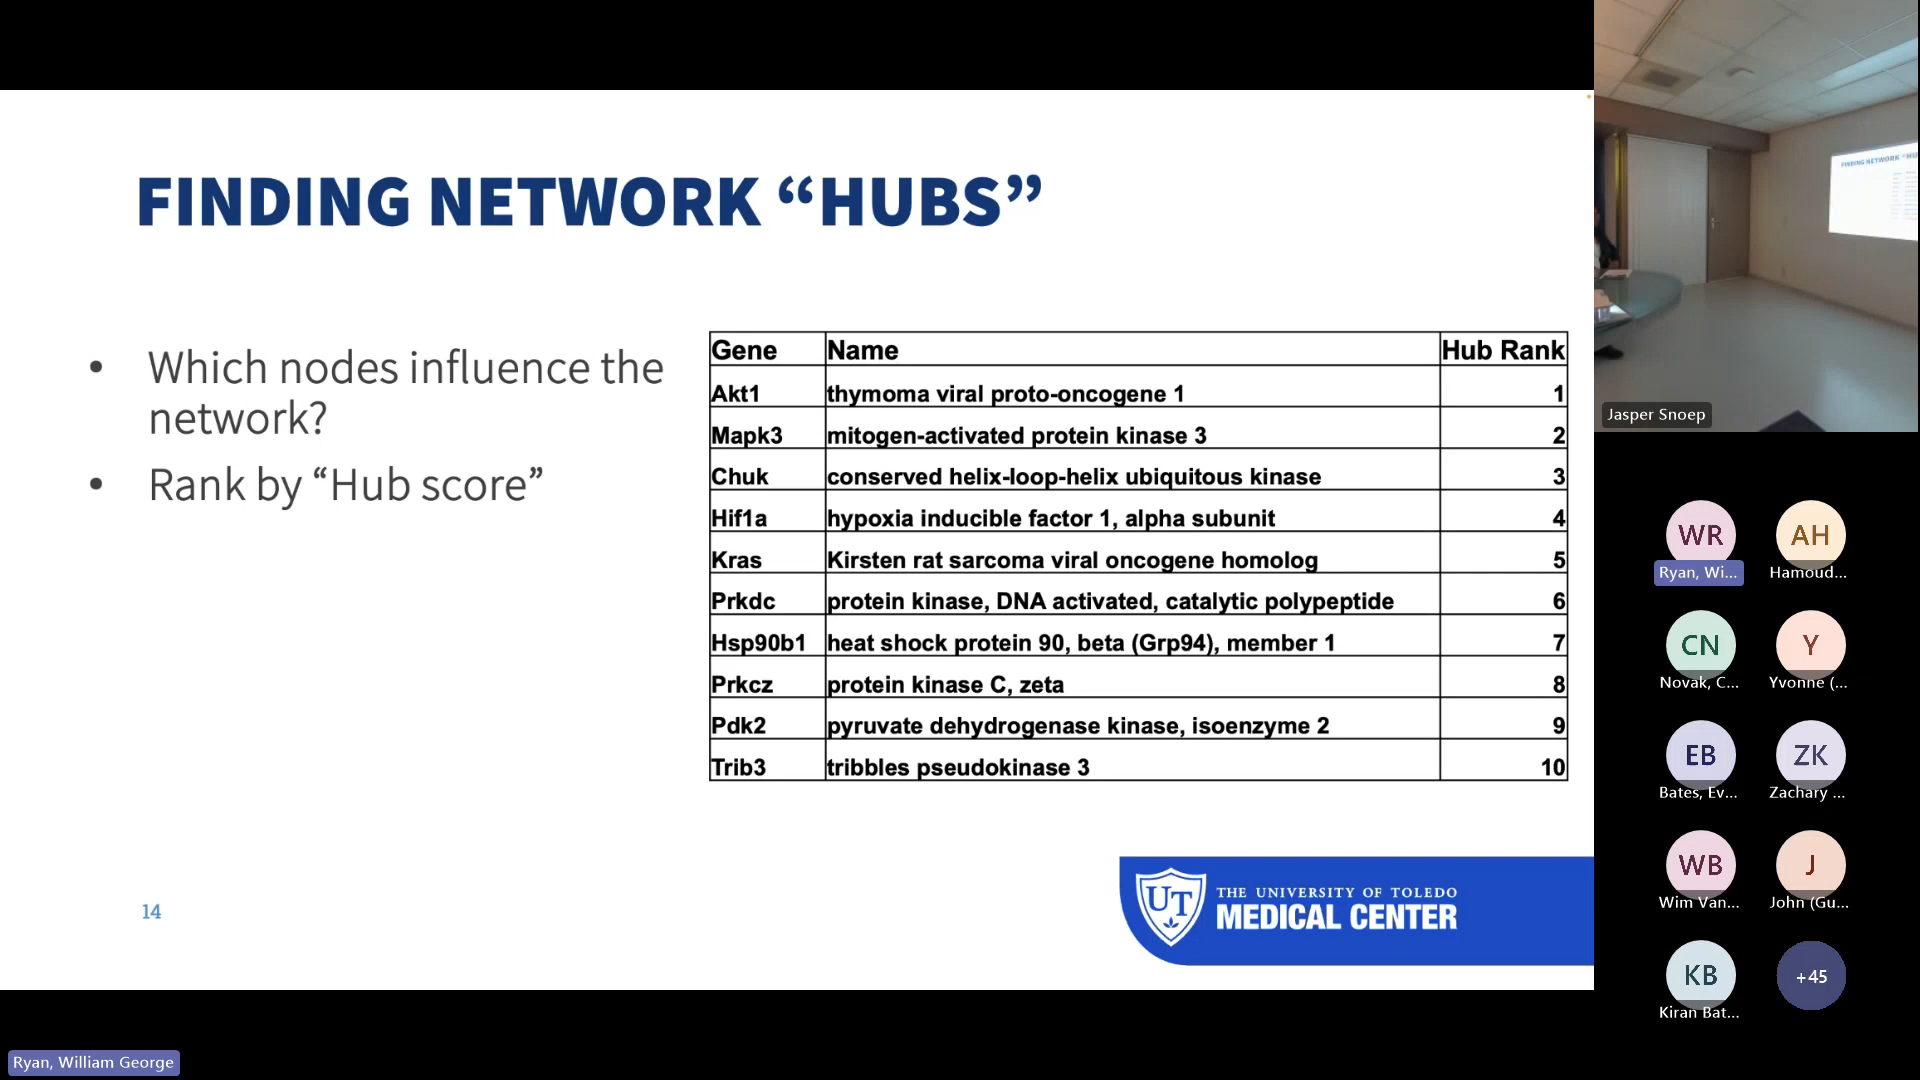 FINDING NETWORK “HUBS”
• Which nodes influence the
network?
• Rank by “Hub score”
Gene Name Hub Rank
Akt1 thymoma viral proto-oncogene 1 1
Mapk3 mitogen-activated protein kinase 3 2
Chuk conserved helix-loop-helix ubiquitous kinase 3
Hif1a hypoxia inducible factor 1, alpha subunit 4
Kras Kirsten rat sarcoma viral oncogene homolog 5
Prkdc protein kinase, DNA activated, catalytic polypeptide 6
Hsp90b1 heat shock protein 90, beta (Grp94), member 1 7
Prkcz protein kinase C, zeta 8
Pdk2 pyruvate dehydrogenase kinase, isoenzyme 2 9
Trib3 tribbles pseudokinase 3 10
14
UT
THE UNIVERSITY OF TOLEDO
MEDICAL CENTER
Ryan, William George
FINDING NETWORK “HU
Jasper Snoep
WR AH
Ryan, Wi... Hamoud...
CN Y
Novak, C... Yvonne (...
EB ZK
Bates, Ev... Zachary ...
WB J
Wim Van... John (Gu...
KB +45
Kiran Bat...